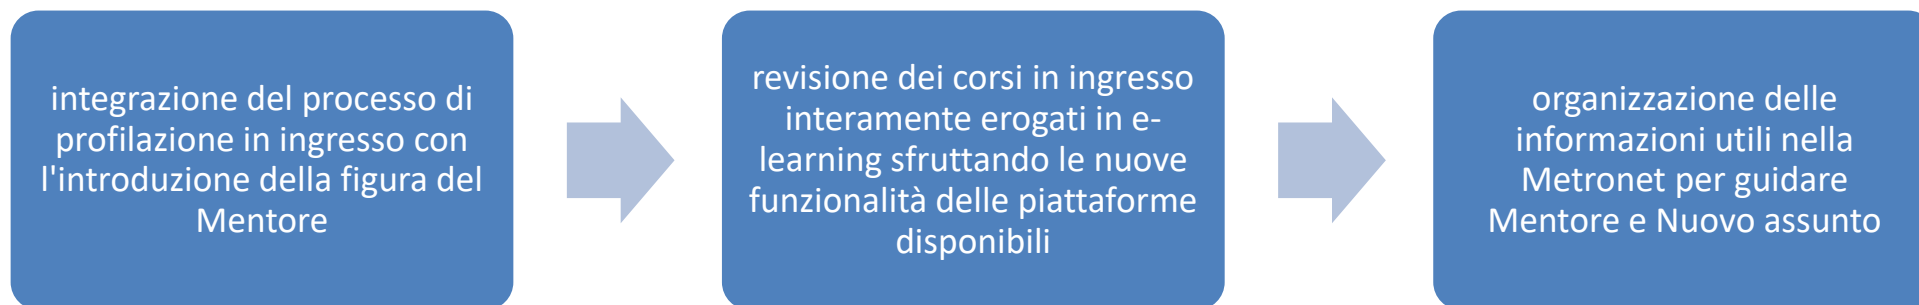 integrazione del processo di
profilazione in ingresso con
l'introduzione della figura del
Mentore
revisione dei corsi in ingresso
interamente erogati in e-
learning sfruttando le nuove
funzionalità delle piattaforme
disponibili
organizzazione delle
informazioni utili nella
Metronet per guidare
Mentore e Nuovo assunto